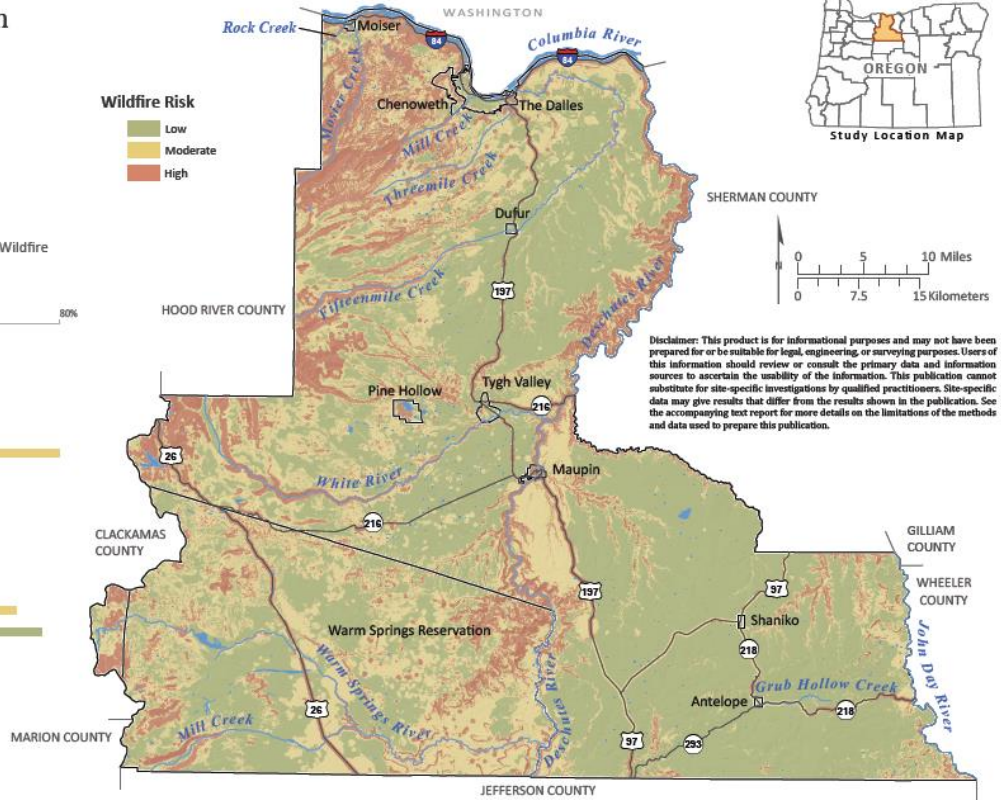 n
WASHINGTON
Rock Creek
Moiser
84
Columbia River
84
OREGON
Study Location Map
Wildfire Risk
Low
Moderate
High
Mosier Creek
Chenoweth
The Dalles
Mill Creek
Threemile Creek
SHERMAN COUNTY
Dufur
Wildfire
N
0 5 10 Miles
0 7.5 15 Kilometers
Fifteenmile Creek
197
Deschutes River
HOOD RIVER COUNTY
80%
Disclaimer: This product is for informational purposes and may not have been
prepared for or be suitable for legal, engineering, or surveying purposes. Users of
this information should review or consult the primary data and information
sources to ascertain the usability of the information. This publication cannot
substitute for site-specific investigations by qualified practitioners. Site-specific
data may give results that differ from the results shown in the publication. See
the accompanying text report for more details on the limitations of the methods
and data used to prepare this publication.
Pine Hollow
Tygh Valley
216
26
White River
Maupin
216
CLACKAMAS
COUNTY
GILLIAM
COUNTY
WHEELER
COUNTY
197
97
Shaniko
Warm Springs Reservation
218
John Day River
Warm Springs River
Deschutes River
Grub Hollow Creek
Antelope
218
26
Mill Creek
MARION COUNTY
97
293
JEFFERSON COUNTY